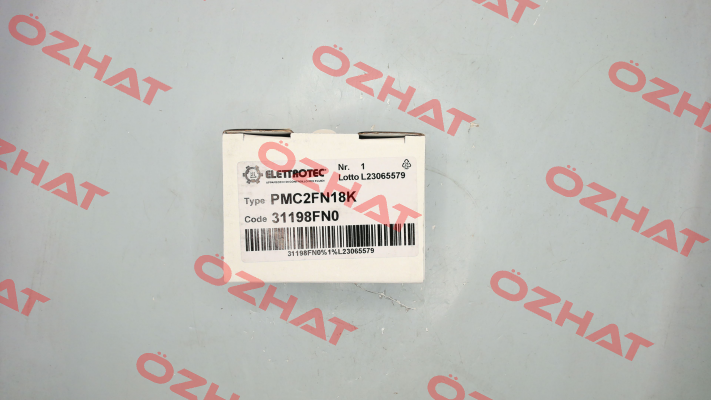 ÖZHAT
ÖZHAT
ÖZHAT
ÖZHAT
ELETTROTEC
Nr. 1
Lotto L23065579
Type PMC2FN18K
Code 31198FN0
31198FN0%1%L23065579
ÖZHAT
ÖZHAT
ÖZHAT
ÖZHAT
ÖZHAT
ÖZHAT
ÖZHAT